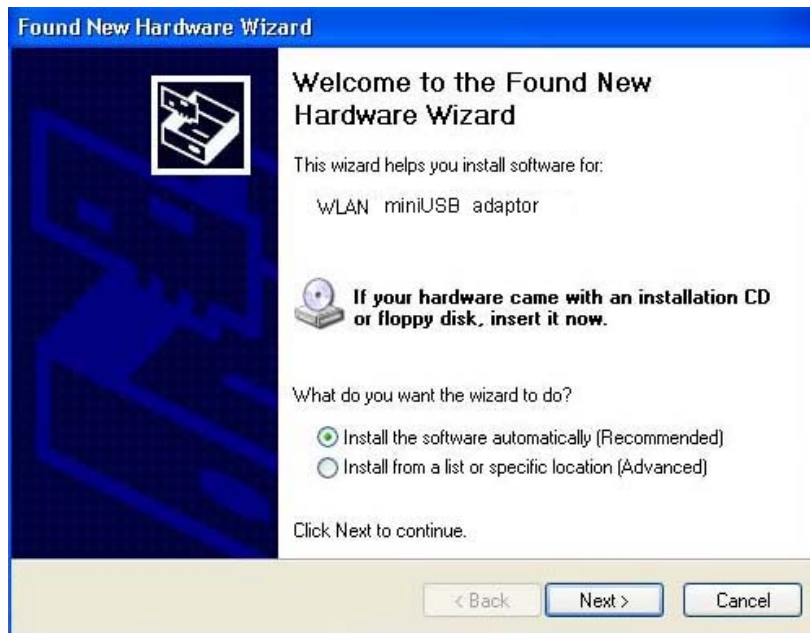 Found New Hardware Wizard
Welcome to the Found New
Hardware Wizard
This wizard helps you install software for:
WLAN miniUSB adaptor
If your hardware came with an installation CD
or floppy disk, insert it now.
What do you want the wizard to do?
Install the software automatically (Recommended)
Install from a list or specific location (Advanced)
Click Next to continue.
< Back Next > Cancel